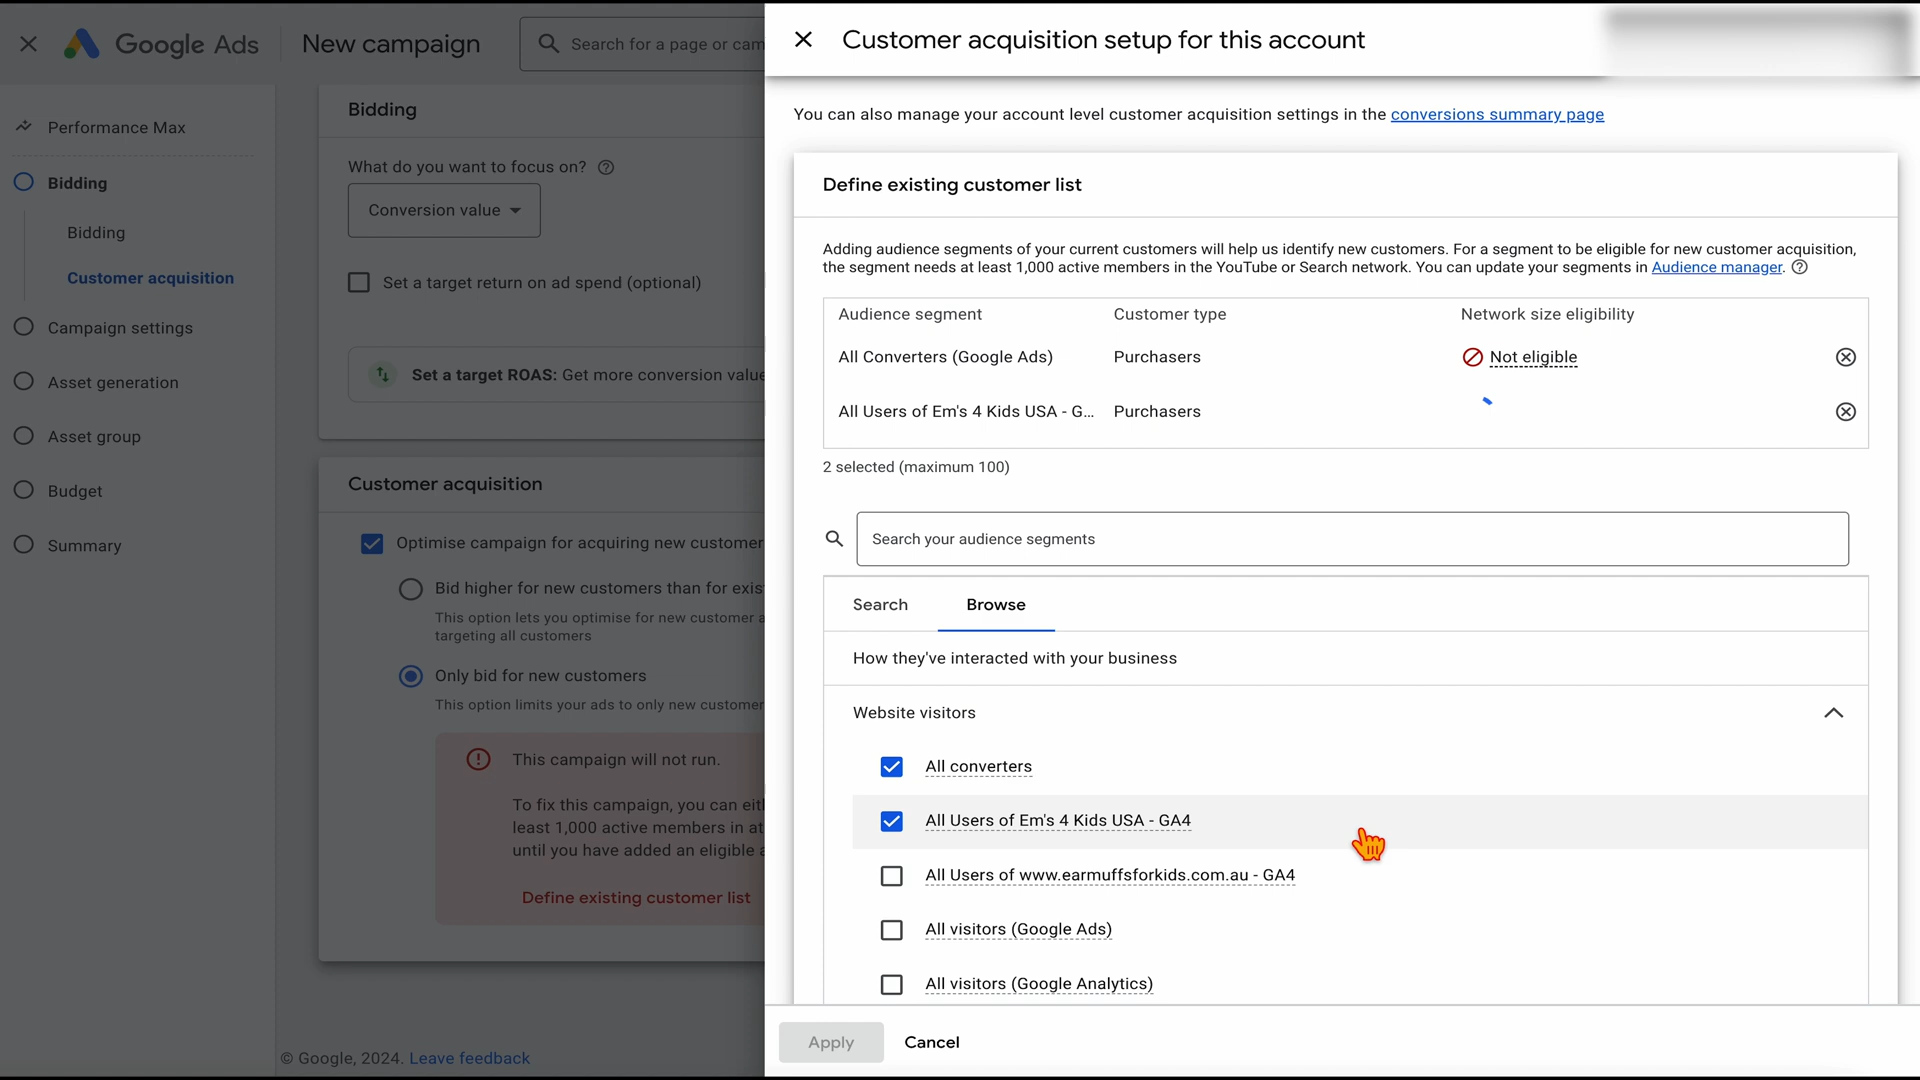 Google Ads
New campaign
Search for a page or cam
Performance Max
Bidding
Bidding
Customer acquisition
Campaign settings
Asset generation
Asset group
Budget
Summary
Bidding
What do you want to focus on?
Conversion value
Set a target return on ad spend (optional)
Set a target ROAS: Get more conversion value
Customer acquisition
Optimise campaign for acquiring new customer
Bid higher for new customers than for exis
This option lets you optimise for new customer a
targeting all customers
Only bid for new customers
This option limits your ads to only new customer
This campaign will not run.
To fix this campaign, you can eit
least 1,000 active members in at
until you have added an eligible a
Define existing customer list
© Google, 2024. Leave feedback
Customer acquisition setup for this account
You can also manage your account level customer acquisition settings in the conversions summary page
Define existing customer list
Adding audience segments of your current customers will help us identify new customers. For a segment to be eligible for new customer acquisition,
the segment needs at least 1,000 active members in the YouTube or Search network. You can update your segments in Audience manager.
Audience segment Customer type Network size eligibility
All Converters (Google Ads) Purchasers Not eligible
All Users of Em's 4 Kids USA - G... Purchasers
2 selected (maximum 100)
Search your audience segments
Search Browse
How they've interacted with your business
Website visitors
All converters
All Users of Em's 4 Kids USA - GA4
All Users of www.earmuffsforkids.com.au - GA4
All visitors (Google Ads)
All visitors (Google Analytics)
Apply Cancel